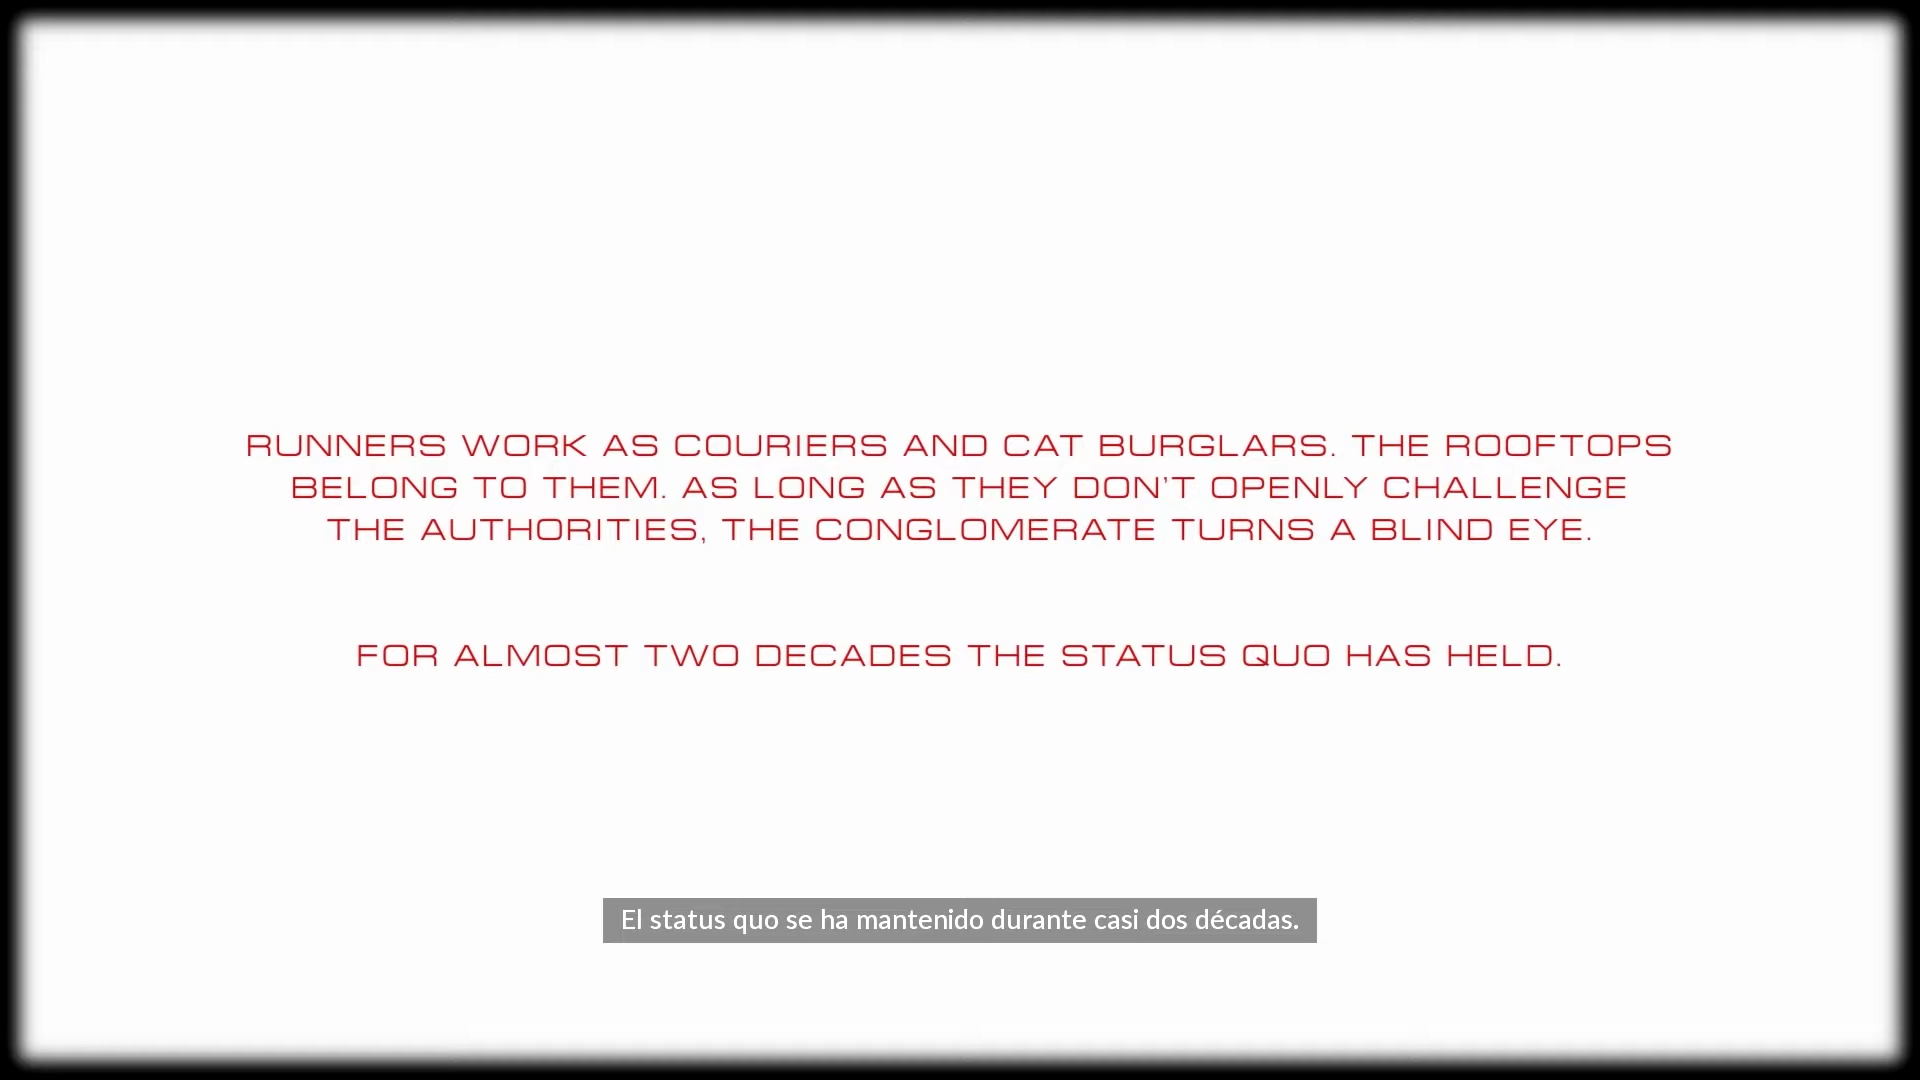 RUNNERS WORK AS COURIERS AND CAT BURGLARS. THE ROOFTOPS
BELONG TO THEM. AS LONG AS THEY DON'T OPENLY CHALLENGE
THE AUTHORITIES, THE CONGLOMERATE TURNS A BLIND EYE.
FOR ALMOST TWO DECADES THE STATUS QUO HAS HELD.
El status quo se ha mantenido durante casi dos décadas.